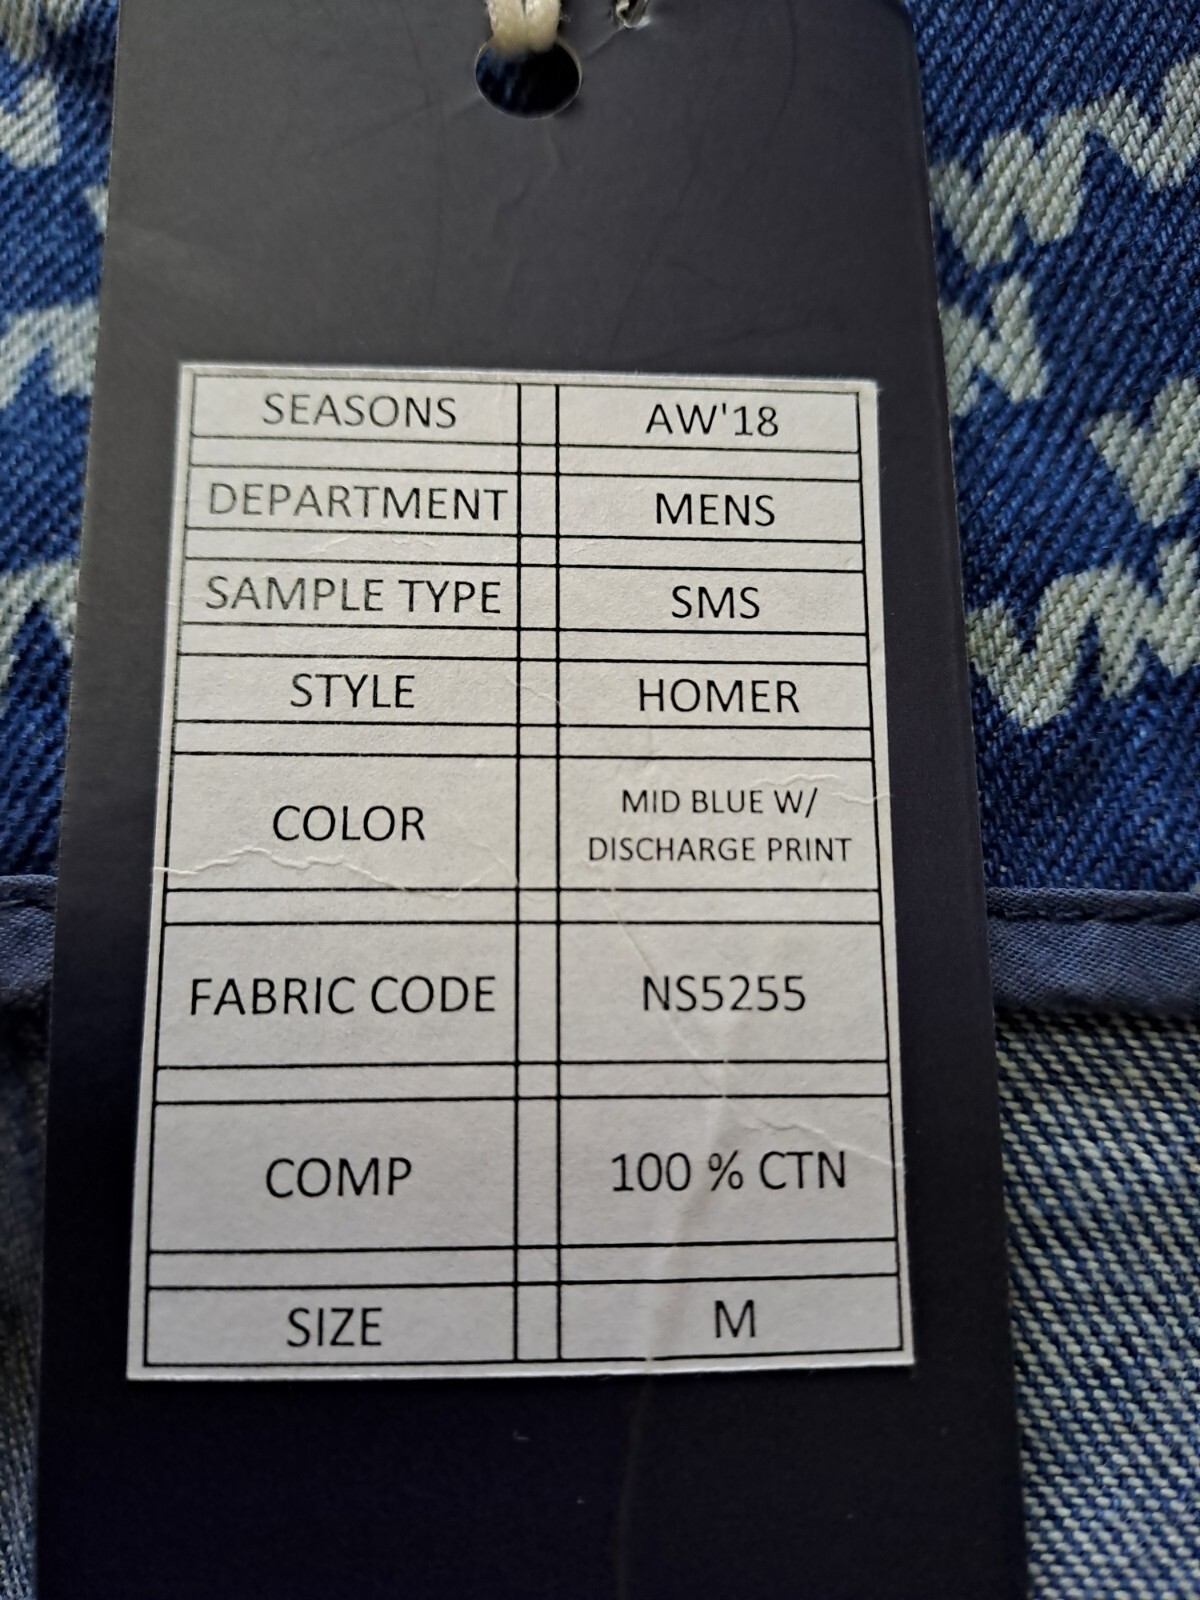 SEASONS AW'18
DEPARTMENT MENS
SAMPLE TYPE SMS
STYLE HOMER
COLOR MID BLUE W/
DISCHARGE PRINT
FABRIC CODE NS5255
COMP 100 % CTN
SIZE M